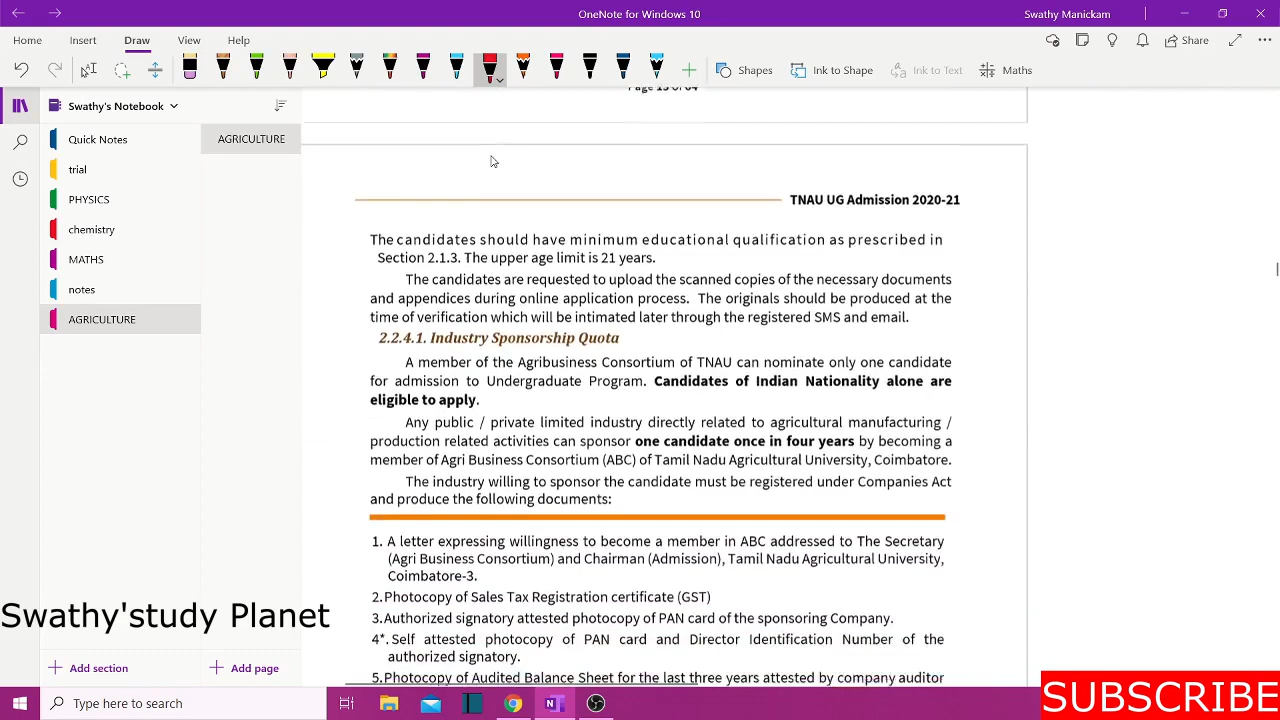 OneNote for Windows 10
Swathy Manickam
Home
Insert
Draw
View
Help
Share
Shapes
Ink to Shape
Ink to Text
Maths
Swathy's Notebook
Quick Notes
trial
PHYSICS
chemistry
MATHS
notes
AGRICULTURE
AGRICULTURE
Page 13 of 64
TNAU UG Admission 2020-21
The candidates should have minimum educational qualification as prescribed in
Section 2.1.3. The upper age limit is 21 years.
The candidates are requested to upload the scanned copies of the necessary documents
and appendices during online application process. The originals should be produced at the
time of verification which will be intimated later through the registered SMS and email.
2.2.4.1. Industry Sponsorship Quota
A member of the Agribusiness Consortium of TNAU can nominate only one candidate
for admission to Undergraduate Program. Candidates of Indian Nationality alone are
eligible to apply.
Any public / private limited industry directly related to agricultural manufacturing /
production related activities can sponsor one candidate once in four years by becoming a
member of Agri Business Consortium (ABC) of Tamil Nadu Agricultural University, Coimbatore.
The industry willing to sponsor the candidate must be registered under Companies Act
and produce the following documents:
1. A letter expressing willingness to become a member in ABC addressed to The Secretary
(Agri Business Consortium) and Chairman (Admission), Tamil Nadu Agricultural University,
Coimbatore-3.
2.Photocopy of Sales Tax Registration certificate (GST)
3.Authorized signatory attested photocopy of PAN card of the sponsoring Company.
4*. Self attested photocopy of PAN card and Director Identification Number of the
authorized signatory.
5.Photocopy of Audited Balance Sheet for the last three years attested by company auditor
Swathy'study Planet
Add section
Add page
Type here to search
SUBSCRIBE